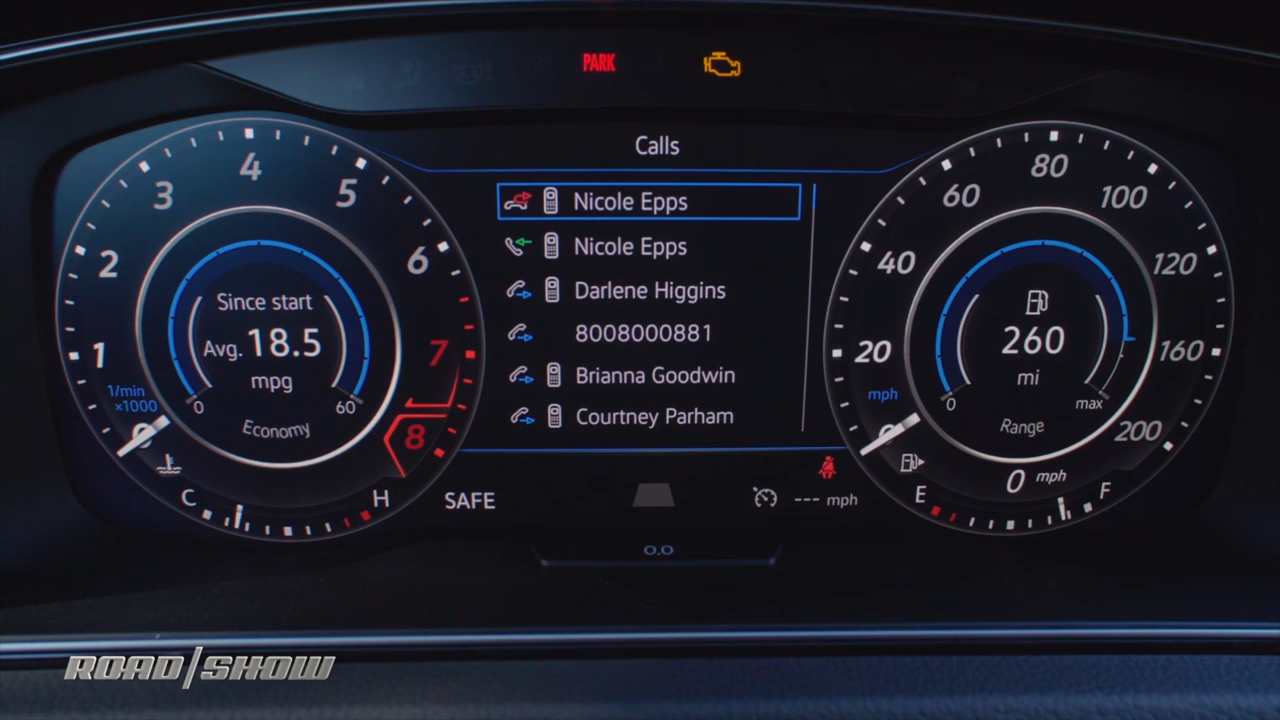 PARK
Calls
Nicole Epps
Nicole Epps
Darlene Higgins
8008000881
Brianna Goodwin
Courtney Parham
1
2
3
4
5
6
7
8
1/min
×1000
0
Since start
Avg. 18.5
mpg
0
60
Economy
C
H
SAFE
--- mph
0.0
0
20
40
60
80
100
120
160
200
mph
260
mi
0
max
Range
0 mph
E
F
ROAD/SHOW